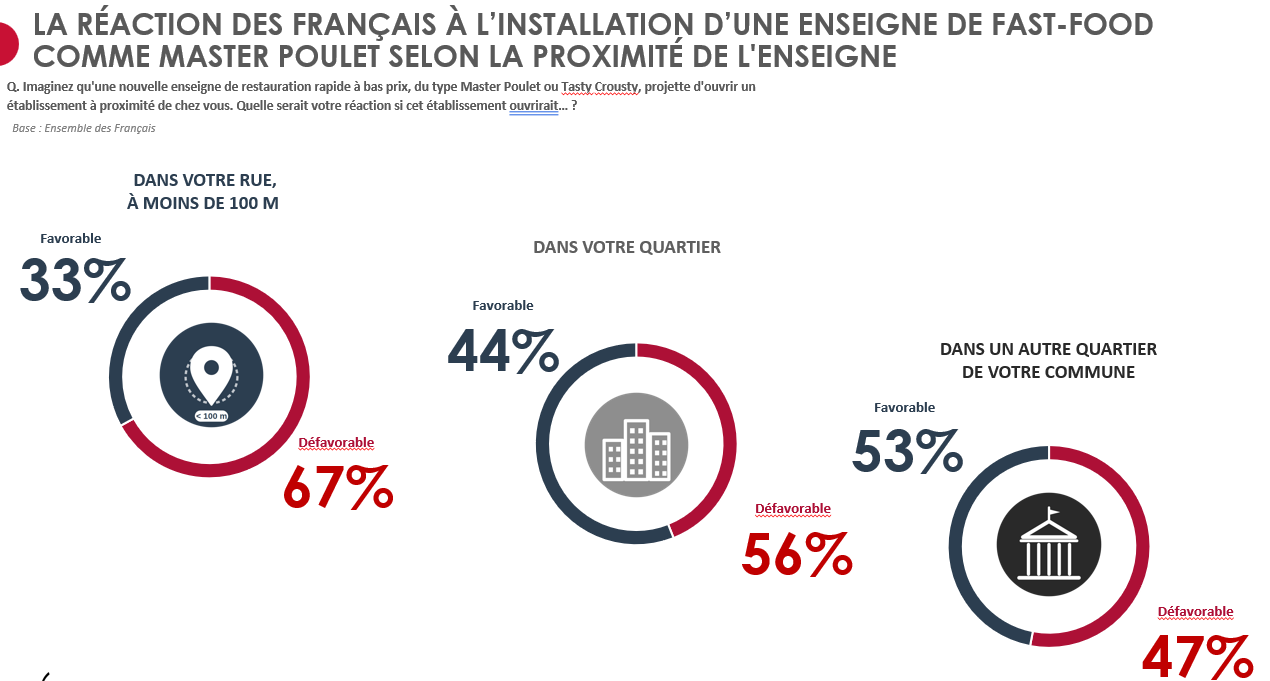 LA RÉACTION DES FRANÇAIS À L’INSTALLATION D’UNE ENSEIGNE DE FAST-FOOD
COMME MASTER POULET SELON LA PROXIMITÉ DE L'ENSEIGNE
Q. Imaginez qu'une nouvelle enseigne de restauration rapide à bas prix, du type Master Poulet ou Tasty Crousty, projette d'ouvrir un
établissement à proximité de chez vous. Quelle serait votre réaction si cet établissement ouvrirait… ?
Base : Ensemble des Français
DANS VOTRE RUE,
À MOINS DE 100 M
Favorable
33%
< 100 m
Défavorable
67%
DANS VOTRE QUARTIER
Favorable
44%
Défavorable
56%
DANS UN AUTRE QUARTIER
DE VOTRE COMMUNE
Favorable
53%
Défavorable
47%